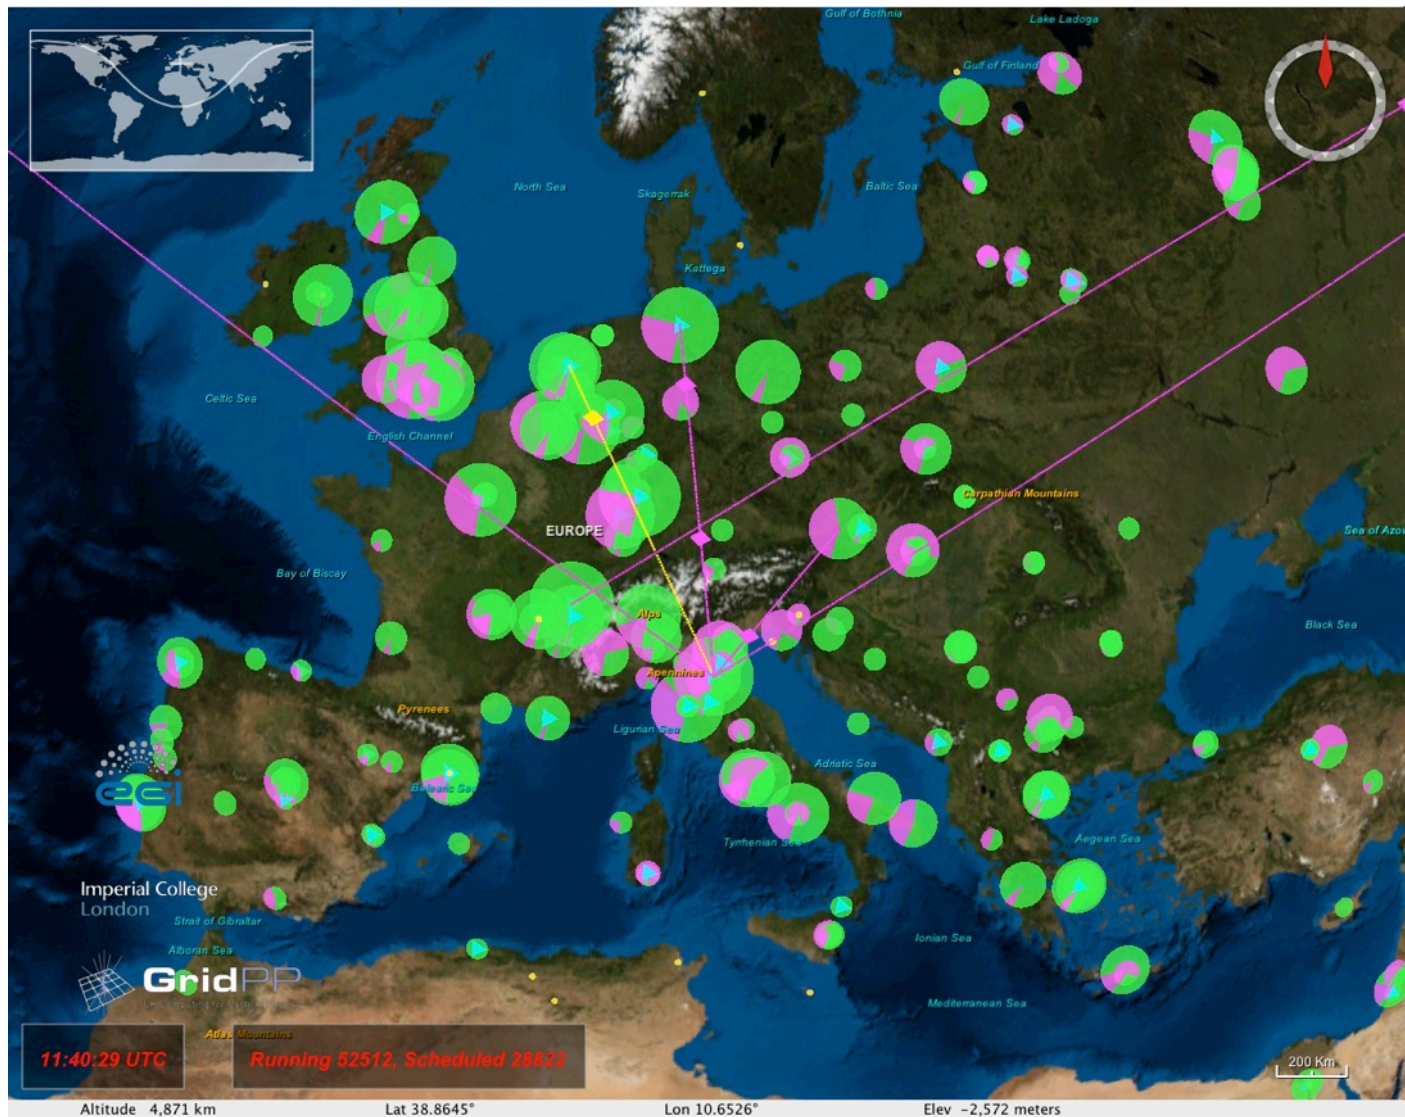 Gulf of Bothnia
Lake Ladoga
Gulf of Finland
North Sea
Skagerrak
Baltic Sea
Kattega
Celtic Sea
English Channel
Carpathian Mountains
EUROPE
Sea of Azo
Bay of Biscay
Alps
Black Sea
Apennines
Pyrenees
Ligurian Sea
Adriatic Sea
egi
Balearic Sea
Tyrrhenian Sea
Aegean Sea
Imperial College
London
Strait of Gibraltar
Alboran Sea
Ionian Sea
GridPP
Mediterranean Sea
Atlas Mountains
11:40:29 UTC
Running 52512, Scheduled 28822
200 Km
Altitude 4,871 km
Lat 38.8645°
Lon 10.6526°
Elev -2,572 meters